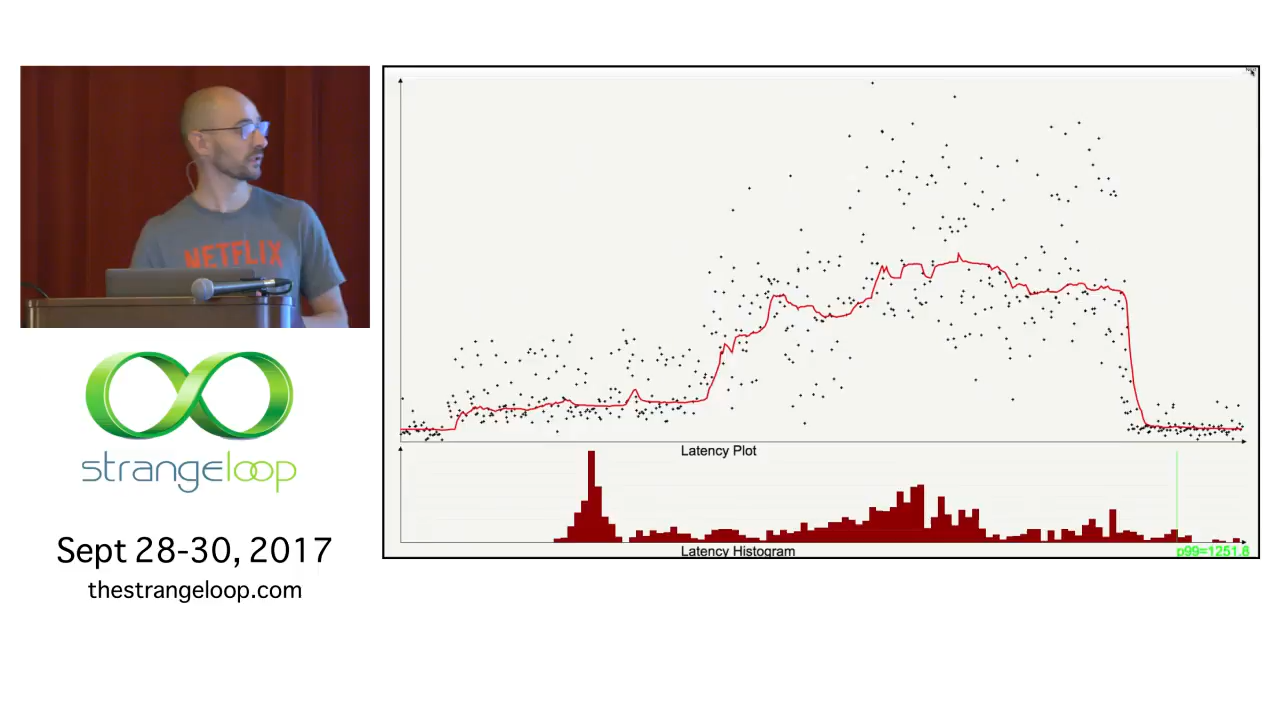 NETFLIX
strangeloop
Sept 28-30, 2017
thestrangeloop.com
Latency Plot
Latency Histogram
p99=1251.8